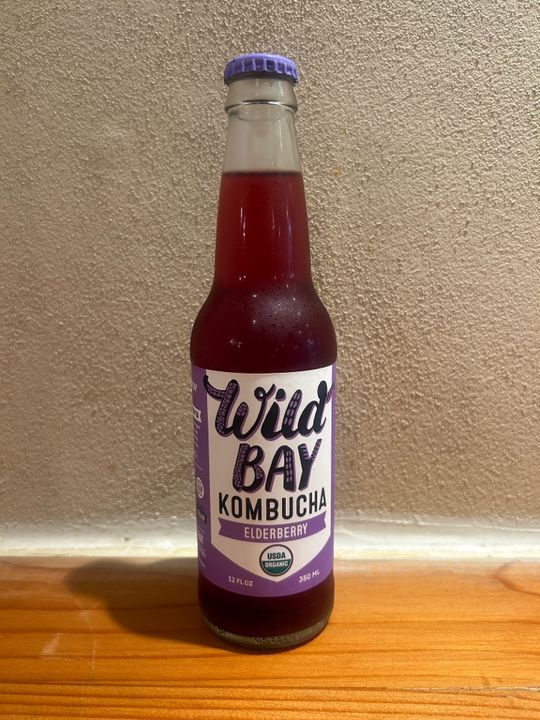 Wild
BAY
KOMBUCHA
ELDERBERRY
USDA
ORGANIC
12 FL OZ 350 ML